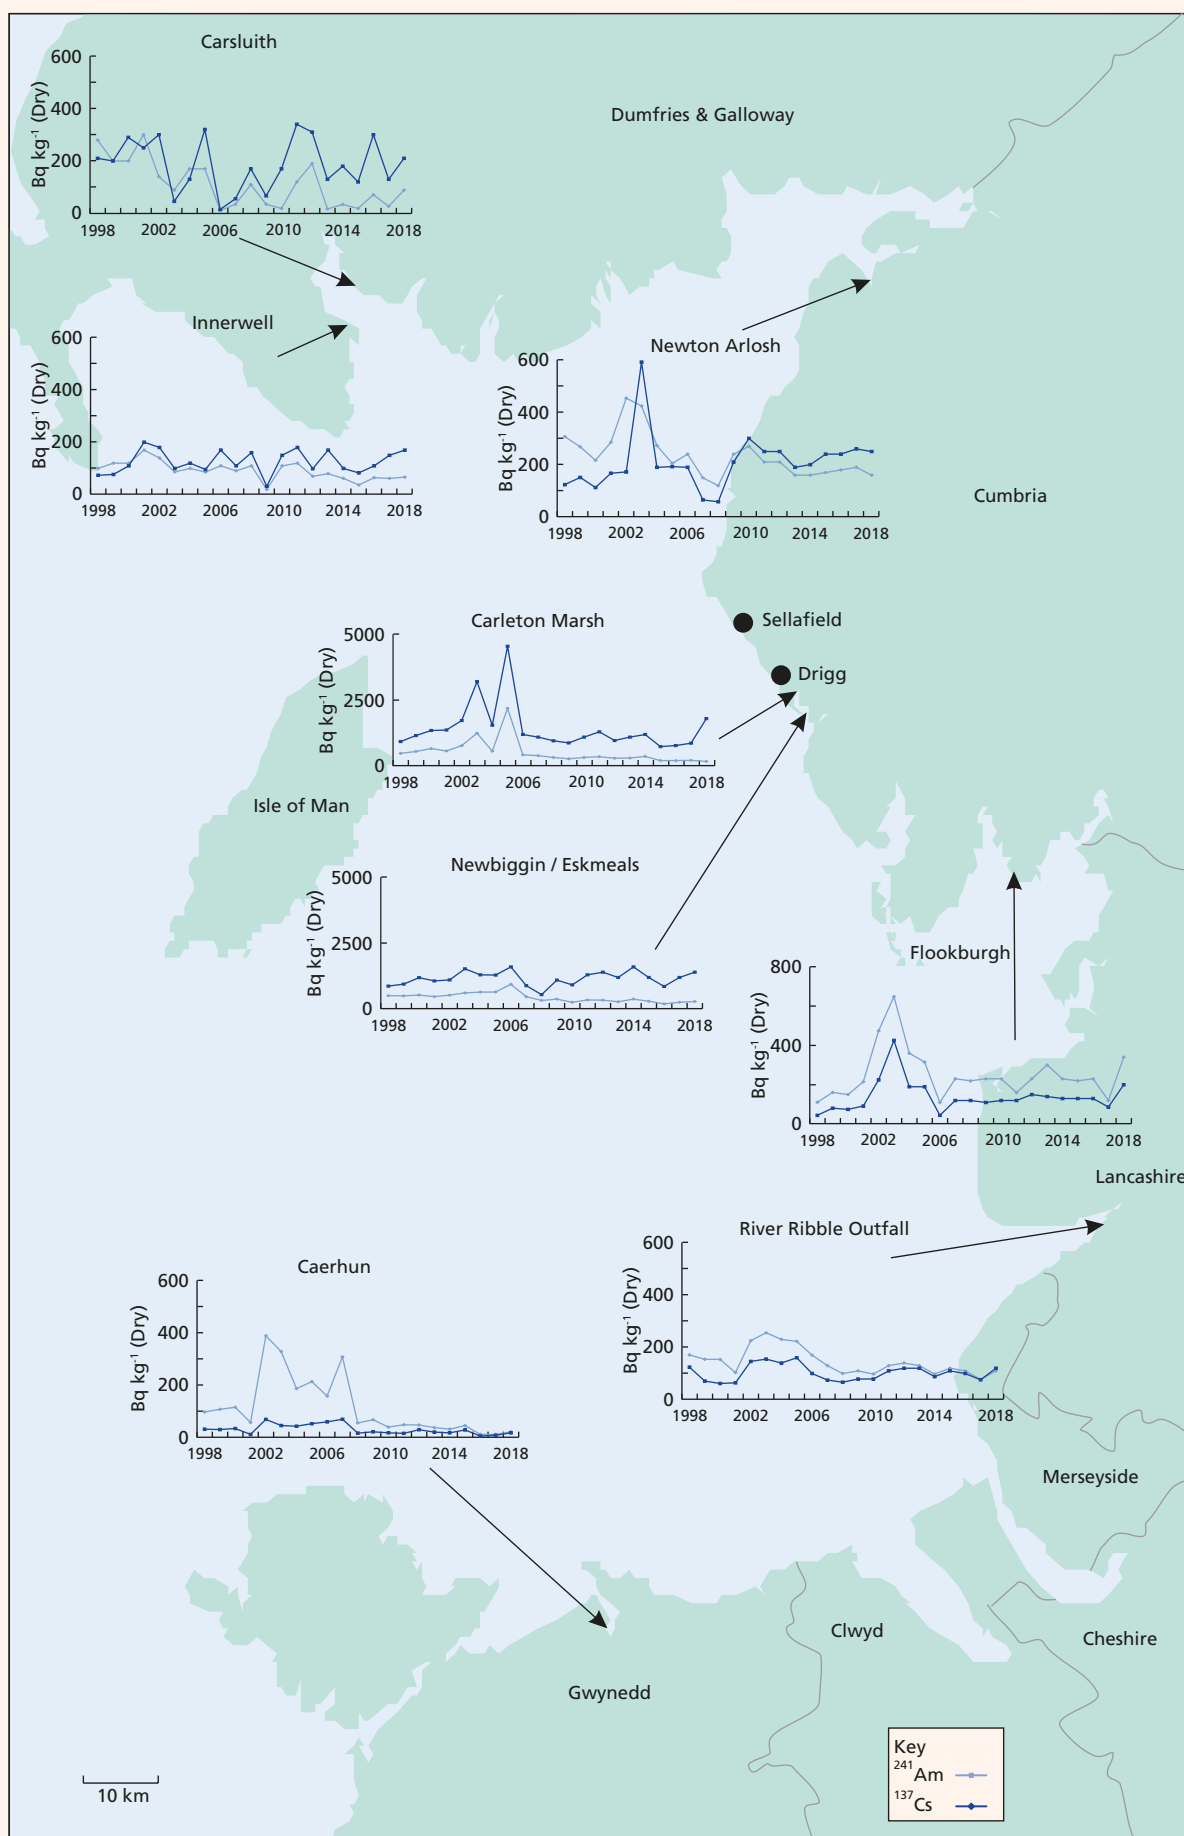 Carsluith
600
400
200
0
Bq kg⁻¹ (Dry)
1998 2002 2006 2010 2014 2018
Dumfries & Galloway
Innerwell
600
400
200
0
Bq kg⁻¹ (Dry)
1998 2002 2006 2010 2014 2018
Newton Arlosh
600
400
200
0
Bq kg⁻¹ (Dry)
1998 2002 2006 2010 2014 2018
Cumbria
Sellafield
Drigg
Carleton Marsh
5000
2500
0
Bq kg⁻¹ (Dry)
1998 2002 2006 2010 2014 2018
Isle of Man
Newbiggin / Eskmeals
5000
2500
0
Bq kg⁻¹ (Dry)
1998 2002 2006 2010 2014 2018
Flookburgh
800
400
0
Bq kg⁻¹ (Dry)
1998 2002 2006 2010 2014 2018
Lancashire
River Ribble Outfall
600
400
200
0
Bq kg⁻¹ (Dry)
1998 2002 2006 2010 2014 2018
Caerhun
600
400
200
0
Bq kg⁻¹ (Dry)
1998 2002 2006 2010 2014 2018
Merseyside
Clwyd
Cheshire
Gwynedd
Key
²⁴¹Am
¹³⁷Cs
10 km